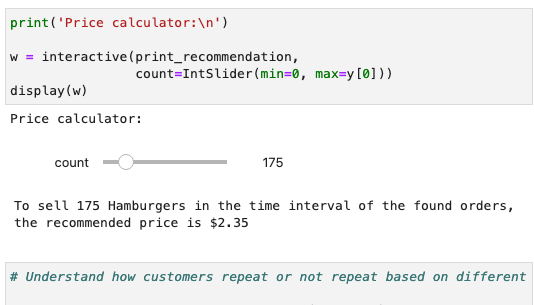 print('Price calculator:\n')
w = interactive(print_recommendation,
count=IntSlider(min=0, max=y[0]))
display(w)
Price calculator:
count 175
To sell 175 Hamburgers in the time interval of the found orders,
the recommended price is $2.35
# Understand how customers repeat or not repeat based on different